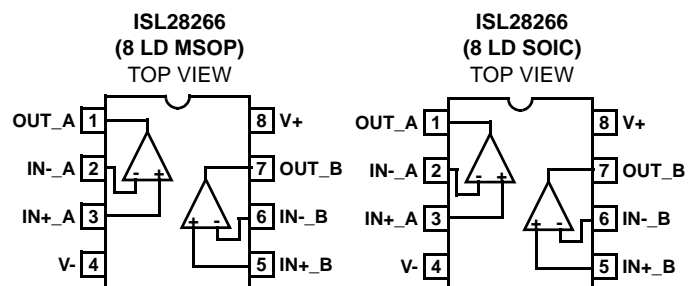 ISL28266
(8 LD MSOP)
TOP VIEW
OUT_A 1
8 V+
IN-_A 2
7 OUT_B
- +
IN+_A 3
+ -
6 IN-_B
V- 4
5 IN+_B
ISL28266
(8 LD SOIC)
TOP VIEW
OUT_A 1
8 V+
IN-_A 2
7 OUT_B
- +
IN+_A 3
+ -
6 IN-_B
V- 4
5 IN+_B